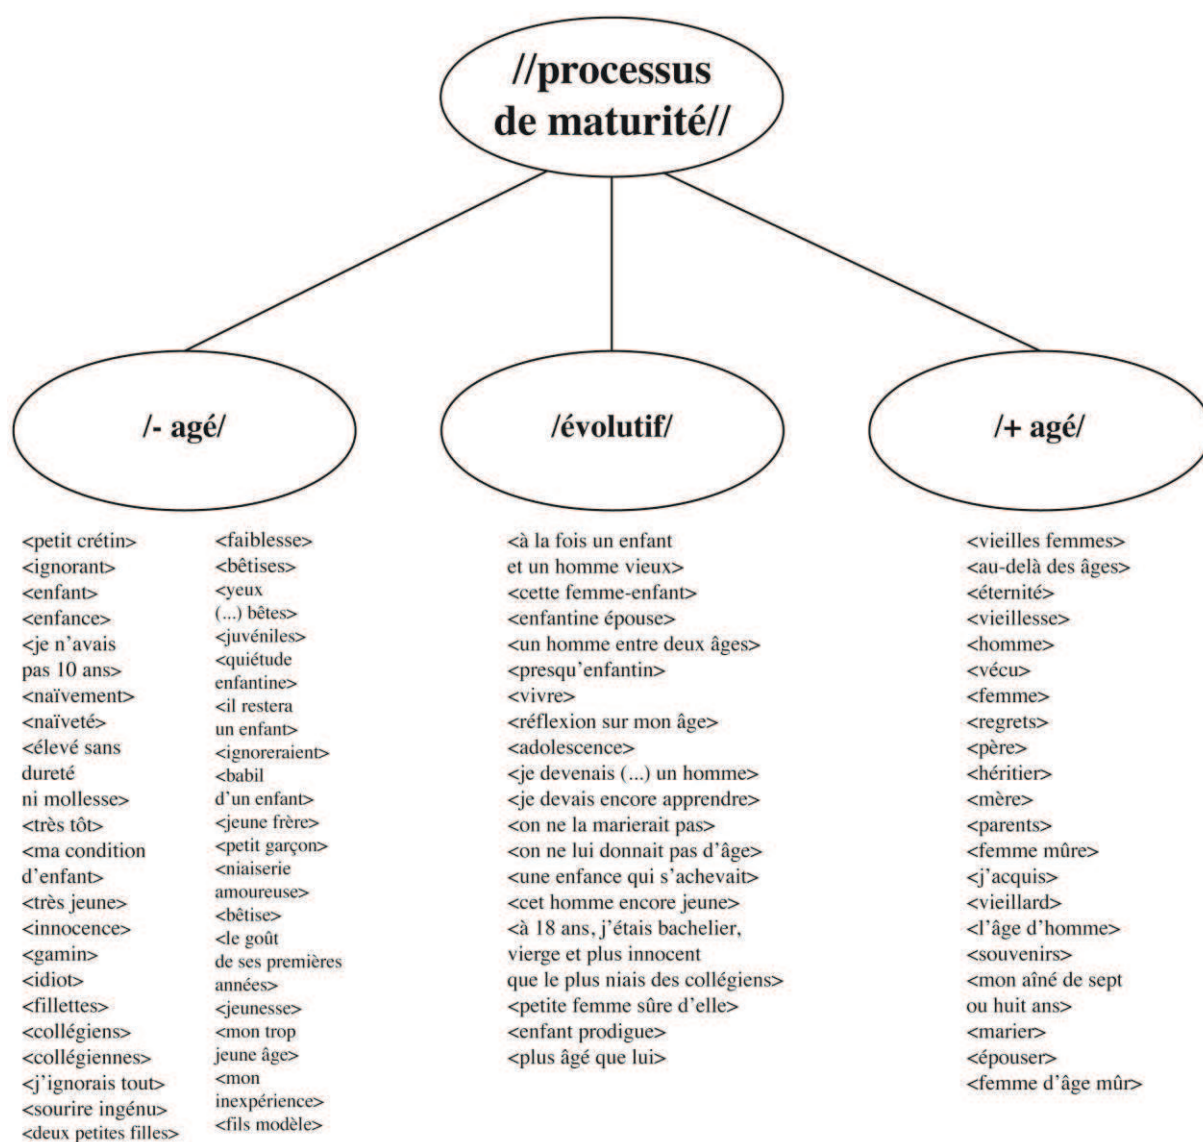 //processus
de maturité//
/- agé/
/évolutif/
/+ agé/
<petit crétin>
<ignorant>
<enfant>
<enfance>
<je n'avais
pas 10 ans>
<naïvement>
<naïveté>
<élevé sans
dureté
ni mollesse>
<très tôt>
<ma condition
d'enfant>
<très jeune>
<innocence>
<gamin>
<idiot>
<fillettes>
<collégiens>
<collégiennes>
<j'ignorais tout>
<sourire ingénu>
<deux petites filles>
<faiblesse>
<bêtises>
<yeux
(...) bêtes>
<juvéniles>
<quiétude
enfantine>
<il restera
un enfant>
<ignoreraient>
<babil
d'un enfant>
<jeune frère>
<petit garçon>
<niaiserie
amoureuse>
<bêtise>
<le goût
de ses premières
années>
<jeunesse>
<mon trop
jeune âge>
<mon
inexpérience>
<fils modèle>
<à la fois un enfant
et un homme vieux>
<cette femme-enfant>
<enfantine épouse>
<un homme entre deux âges>
<presqu'enfantin>
<vivre>
<réflexion sur mon âge>
<adolescence>
<je devenais (...) un homme>
<je devais encore apprendre>
<on ne la marierait pas>
<on ne lui donnait pas d'âge>
<une enfance qui s'achevait>
<cet homme encore jeune>
<à 18 ans, j'étais bachelier,
vierge et plus innocent
que le plus niais des collégiens>
<petite femme sûre d'elle>
<enfant prodigue>
<plus âgé que lui>
<vieilles femmes>
<au-delà des âges>
<éternité>
<vieillesse>
<homme>
<vécu>
<femme>
<regrets>
<père>
<héritier>
<mère>
<parents>
<femme mûre>
<j'acquis>
<vieillard>
<l'âge d'homme>
<souvenirs>
<mon aîné de sept
ou huit ans>
<marier>
<épouser>
<femme d'âge mûr>